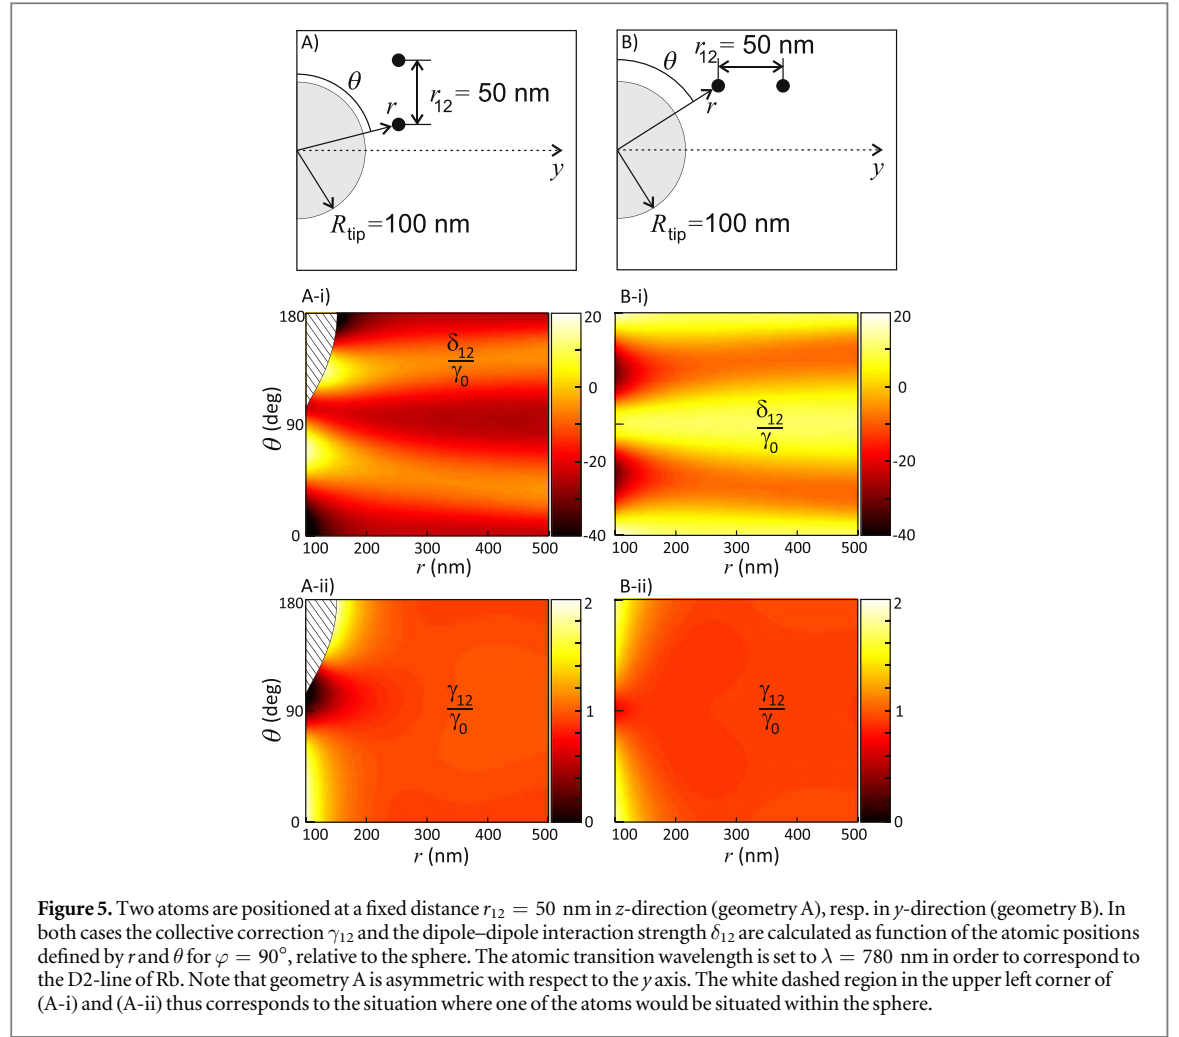 A)
θ
r
r12 = 50 nm
y
Rtip=100 nm
B)
r12= 50 nm
θ
r
y
Rtip=100 nm
A-i)
180
90
0
θ (deg)
δ12
γ0
100 200 300 400 500
r (nm)
20
0
-20
-40
B-i)
δ12
γ0
100 200 300 400 500
r (nm)
20
0
-20
-40
A-ii)
180
90
0
θ (deg)
γ12
γ0
100 200 300 400 500
r (nm)
2
1
0
B-ii)
γ12
γ0
100 200 300 400 500
r (nm)
2
1
0
Figure 5. Two atoms are positioned at a fixed distance r12 = 50 nm in z-direction (geometry A), resp. in y-direction (geometry B). In
both cases the collective correction γ12 and the dipole–dipole interaction strength δ12 are calculated as function of the atomic positions
defined by r and θ for φ = 90°, relative to the sphere. The atomic transition wavelength is set to λ = 780 nm in order to correspond to
the D2-line of Rb. Note that geometry A is asymmetric with respect to the y axis. The white dashed region in the upper left corner of
(A-i) and (A-ii) thus corresponds to the situation where one of the atoms would be situated within the sphere.